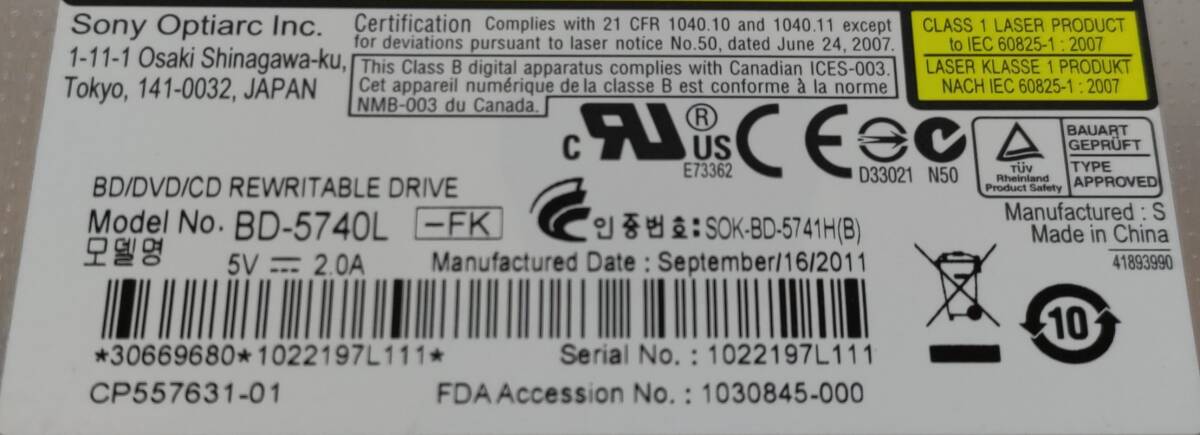 Sony Optiarc Inc.
1-11-1 Osaki Shinagawa-ku,
Tokyo, 141-0032, JAPAN
Certification Complies with 21 CFR 1040.10 and 1040.11 except
for deviations pursuant to laser notice No.50, dated June 24, 2007.
This Class B digital apparatus complies with Canadian ICES-003.
Cet appareil numérique de la classe B est conforme à la norme
NMB-003 du Canada.
CLASS 1 LASER PRODUCT
to IEC 60825-1 : 2007
LASER KLASSE 1 PRODUKT
NACH IEC 60825-1 : 2007
C RU ® US
E73362
CE
D33021 N50
TÜV
Rheinland
Product Safety
BAUART
GEPRÜFT
TYPE
APPROVED
BD/DVD/CD REWRITABLE DRIVE
Model No. BD-5740L -FK
모델명
인증번호: SOK-BD-5741H(B)
5V 2.0A
Manufactured Date : September/16/2011
Manufactured : S
Made in China
41893990
10
*30669680*1022197L111*
Serial No. : 1022197L111
CP557631-01
FDA Accession No. : 1030845-000